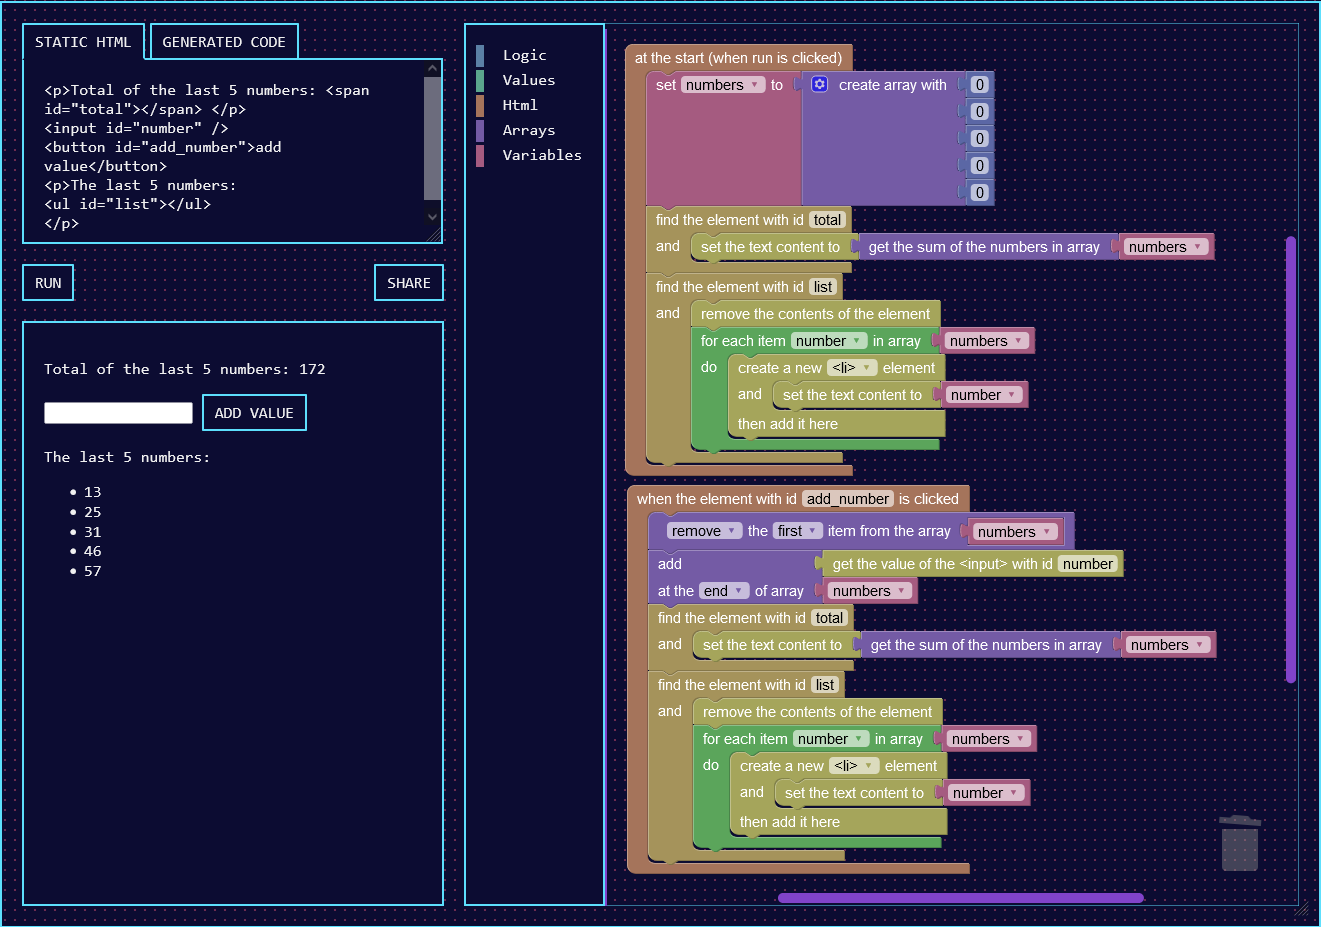 STATIC HTML
GENERATED CODE
<p>Total of the last 5 numbers: <span
id="total"></span> </p>
<input id="number" />
<button id="add_number">add
value</button>
<p>The last 5 numbers:
<ul id="list"></ul>
</p>
RUN
SHARE
Total of the last 5 numbers: 172
ADD VALUE
The last 5 numbers:
13
25
31
46
57
Logic
Values
Html
Arrays
Variables
at the start (when run is clicked)
set numbers to create array with 0
0
0
0
0
find the element with id total
and set the text content to get the sum of the numbers in array numbers
find the element with id list
and remove the contents of the element
for each item number in array numbers
do create a new <li> element
and set the text content to number
then add it here
when the element with id add_number is clicked
remove the first item from the array numbers
add get the value of the <input> with id number
at the end of array numbers
find the element with id total
and set the text content to get the sum of the numbers in array numbers
find the element with id list
and remove the contents of the element
for each item number in array numbers
do create a new <li> element
and set the text content to number
then add it here